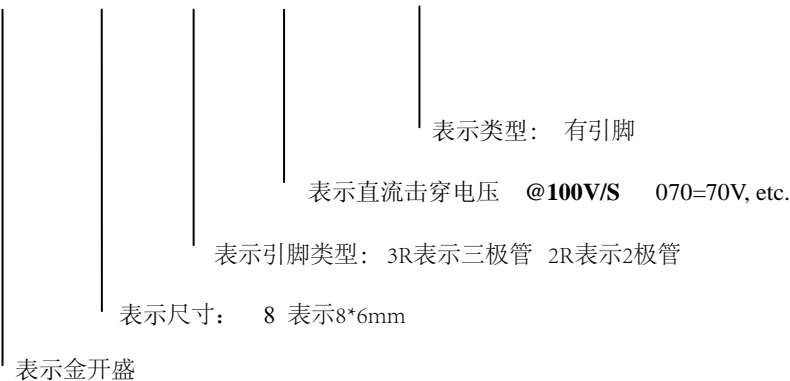 表示类型： 有引脚
表示直流击穿电压 @100V/S 070=70V, etc.
表示引脚类型： 3R表示三极管 2R表示2极管
表示尺寸： 8 表示8*6mm
表示金开盛